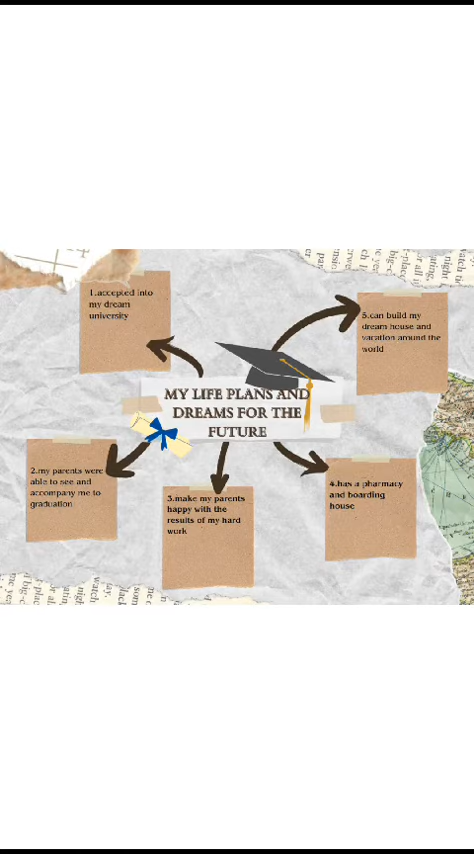 MY LIFE PLANS AND
DREAMS FOR THE
FUTURE
1.accepted into
my dream
university
2.my parents were
able to see and
accompany me to
graduation
3.make my parents
happy with the
results of my hard
work
4.has a pharmacy
and boarding
house
5.can build my
dream house and
vacation around the
world